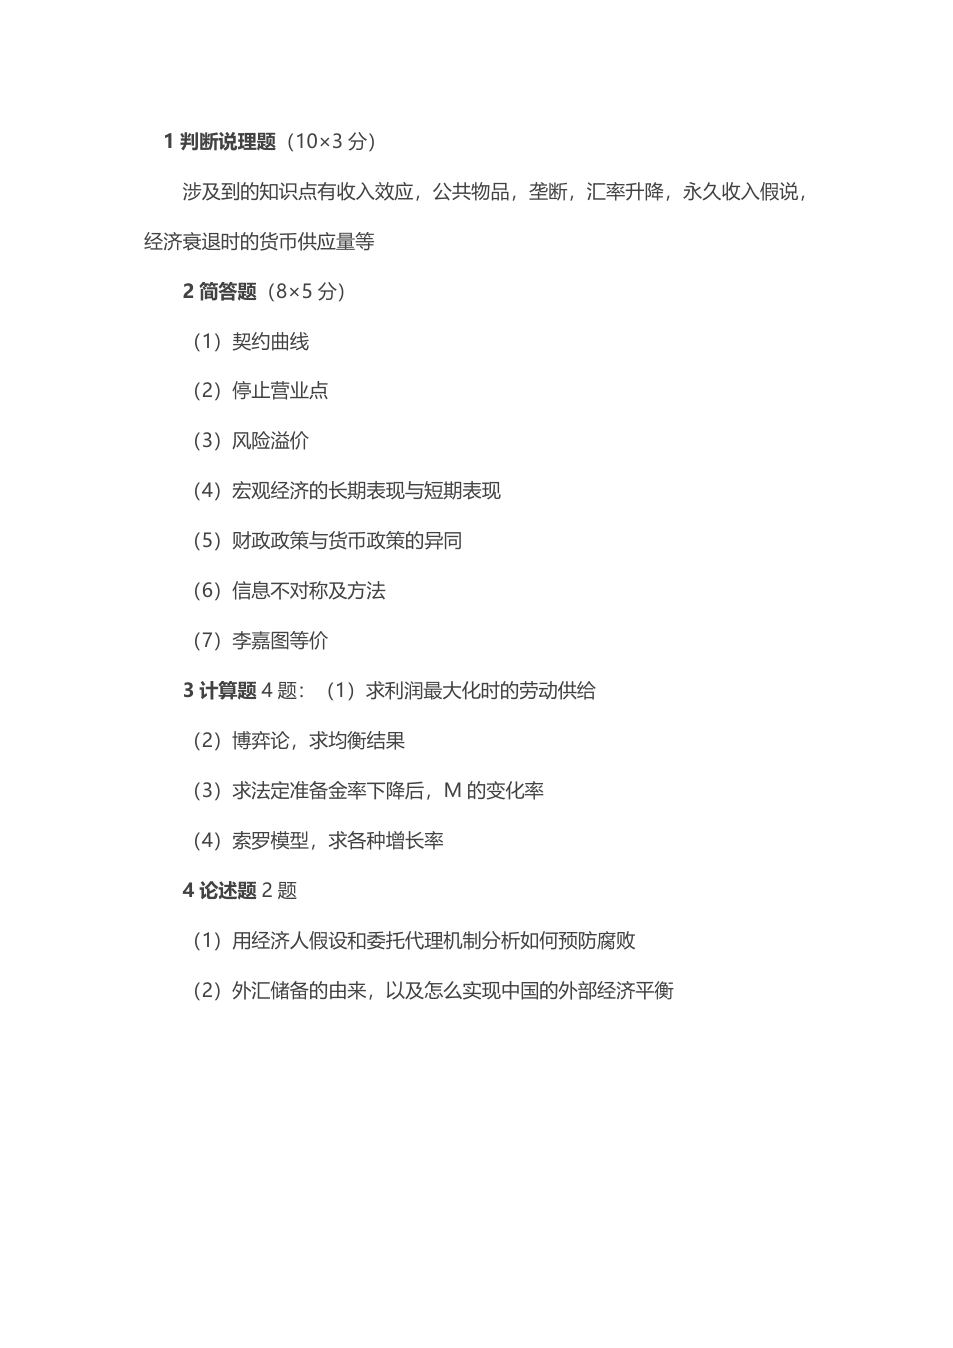 1 判断说理题（10×3 分）
涉及到的知识点有收入效应，公共物品，垄断，汇率升降，永久收入假说，
经济衰退时的货币供应量等
2 简答题（8×5 分）
（1）契约曲线
（2）停止营业点
（3）风险溢价
（4）宏观经济的长期表现与短期表现
（5）财政政策与货币政策的异同
（6）信息不对称及方法
（7）李嘉图等价
3 计算题 4 题：（1）求利润最大化时的劳动供给
（2）博弈论，求均衡结果
（3）求法定准备金率下降后，M 的变化率
（4）索罗模型，求各种增长率
4 论述题 2 题
（1）用经济人假设和委托代理机制分析如何预防腐败
（2）外汇储备的由来，以及怎么实现中国的外部经济平衡